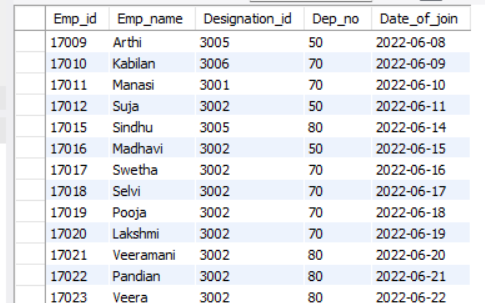 Emp_id Emp_name Designation_id Dep_no Date_of_join
17009 Arthi 3005 50 2022-06-08
17010 Kabilan 3006 70 2022-06-09
17011 Manasi 3001 70 2022-06-10
17012 Suja 3002 50 2022-06-11
17015 Sindhu 3005 80 2022-06-14
17016 Madhavi 3002 50 2022-06-15
17017 Swetha 3002 70 2022-06-16
17018 Selvi 3002 70 2022-06-17
17019 Pooja 3002 70 2022-06-18
17020 Lakshmi 3002 70 2022-06-19
17021 Veeramani 3002 80 2022-06-20
17022 Pandian 3002 80 2022-06-21
17023 Veera 3002 80 2022-06-22